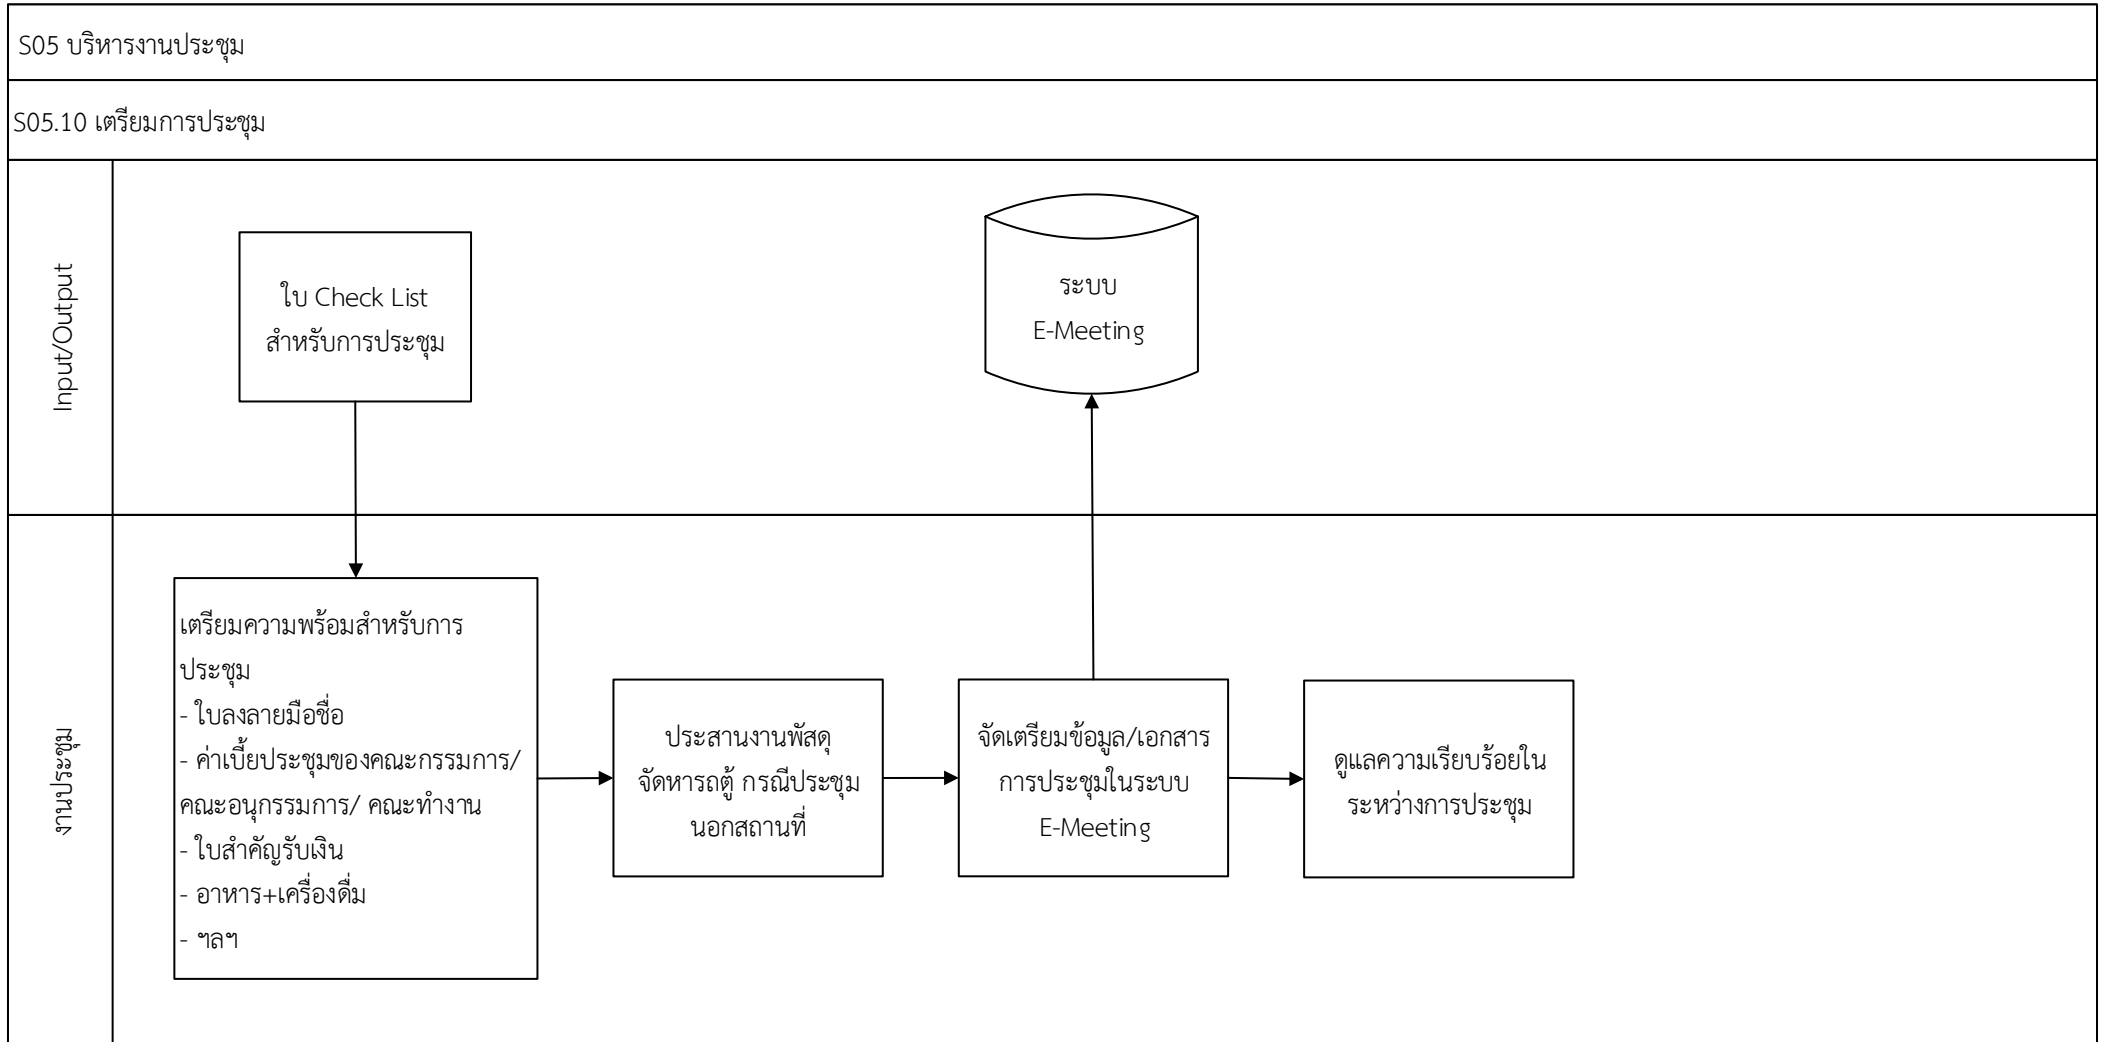 S05 บริหารงานประชุม
S05.10 เตรียมการประชุม
Input/Output
ใบ Check List
สำหรับการประชุม
ระบบ
E-Meeting
งานประชุม
เตรียมความพร้อมสำหรับการ
ประชุม
- ใบลงลายมือชื่อ
- ค่าเบี้ยประชุมของคณะกรรมการ/
คณะอนุกรรมการ/ คณะทำงาน
- ใบสำคัญรับเงิน
- อาหาร+เครื่องดื่ม
- ฯลฯ
ประสานงานพัสดุ
จัดหารถตู้ กรณีประชุม
นอกสถานที่
จัดเตรียมข้อมูล/เอกสาร
การประชุมในระบบ
E-Meeting
ดูแลความเรียบร้อยใน
ระหว่างการประชุม